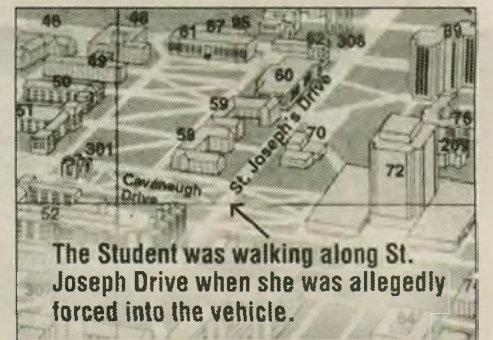 46 48 61 87 95
62 306 89
49
60
50
59
51
58 70
St. Joseph's Drive
76
301
72
209
Cavanaugh
Drive
52
The Student was walking along St.
Joseph Drive when she was allegedly
forced into the vehicle.